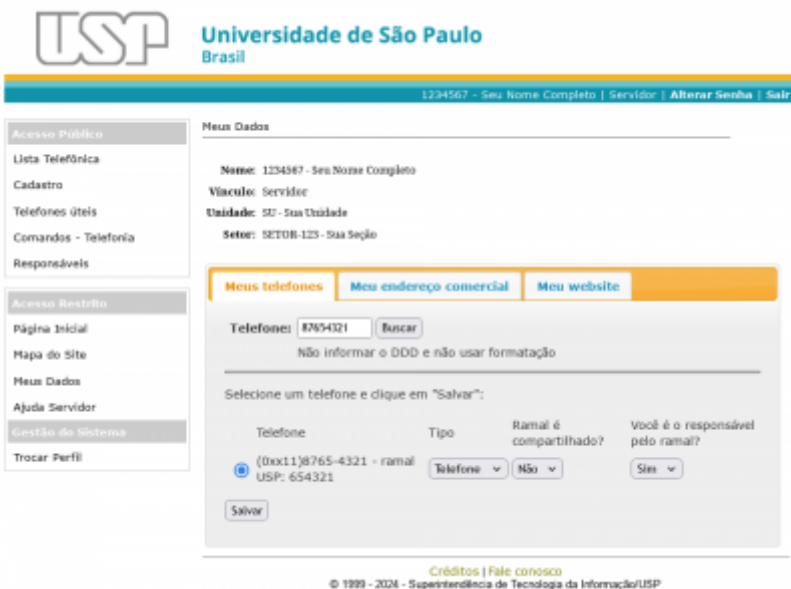 USP
Universidade de São Paulo
Brasil
1234567 - Seu Nome Completo | Servidor | Alterar Senha | Sair
Acesso Público
Lista Telefônica
Cadastro
Telefones úteis
Comandos - Telefonia
Responsáveis
Acesso Restrito
Página Inicial
Mapa do Site
Meus Dados
Ajuda Servidor
Gestão do Sistema
Trocar Perfil
Meus Dados
Nome: 1234567 - Seu Nome Completo
Vínculo: Servidor
Unidade: SU - Sua Unidade
Setor: SETOR-123 - Sua Seção
Meus telefones Meu endereço comercial Meu website
Telefone: 87654321 Buscar
Não informar o DDD e não usar formatação
Selecione um telefone e clique em "Salvar":
Telefone Tipo Ramal é compartilhado? Você é o responsável pelo ramal?
(0xx11)8765-4321 - ramal USP: 654321 Telefone Não Sim
Salvar
Créditos | Fale conosco
© 1999 - 2024 - Superintendência de Tecnologia da Informação/USP